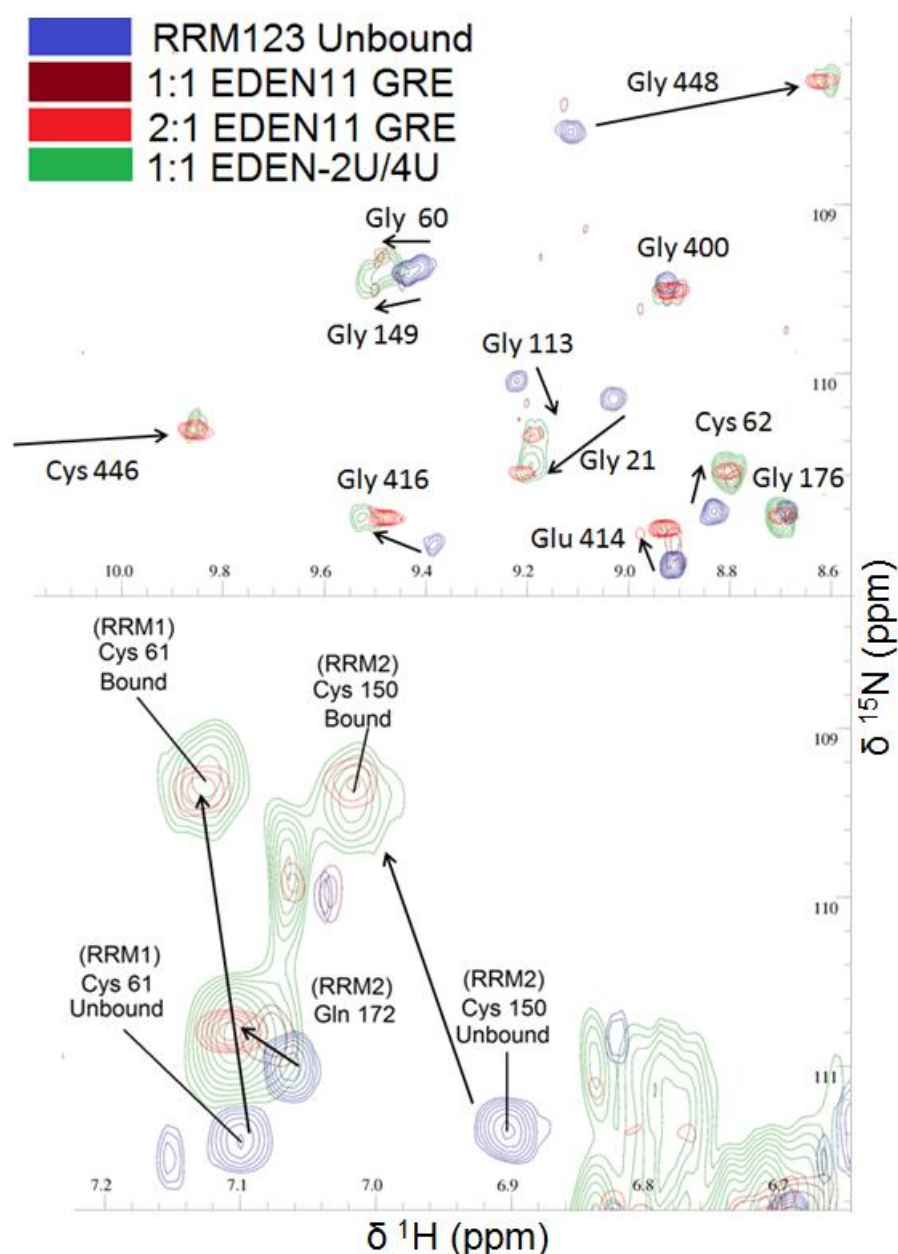 RRM123 Unbound
1:1 EDEN11 GRE
2:1 EDEN11 GRE
1:1 EDEN-2U/4U
Gly 448
109
Gly 60
Gly 400
Gly 149
Gly 113
110
Cys 62
Cys 446
Gly 21
Gly 416
Gly 176
Glu 414
10.0 9.8 9.6 9.4 9.2 9.0 8.8 8.6
(RRM1)
Cys 61
Bound
(RRM2)
Cys 150
Bound
109
110
(RRM1)
Cys 61
Unbound
(RRM2)
Gln 172
(RRM2)
Cys 150
Unbound
111
7.2 7.1 7.0 6.9 6.8 6.7
δ ¹H (ppm)
δ ¹⁵N (ppm)